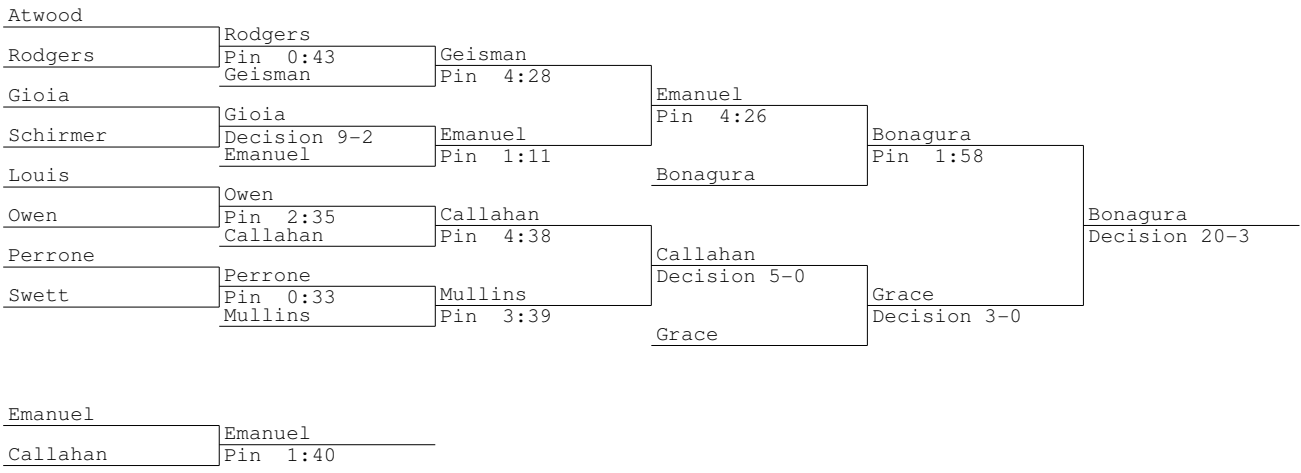 Atwood
Rodgers
Rodgers
Pin 0:43
Geisman
Geisman
Pin 4:28
Gioia
Schirmer
Gioia
Decision 9-2
Emanuel
Emanuel
Pin 1:11
Emanuel
Pin 4:26
Bonagura
Bonagura
Pin 1:58
Louis
Owen
Owen
Pin 2:35
Callahan
Callahan
Pin 4:38
Perrone
Swett
Perrone
Pin 0:33
Mullins
Mullins
Pin 3:39
Callahan
Decision 5-0
Grace
Grace
Decision 3-0
Bonagura
Decision 20-3
Emanuel
Callahan
Emanuel
Pin 1:40